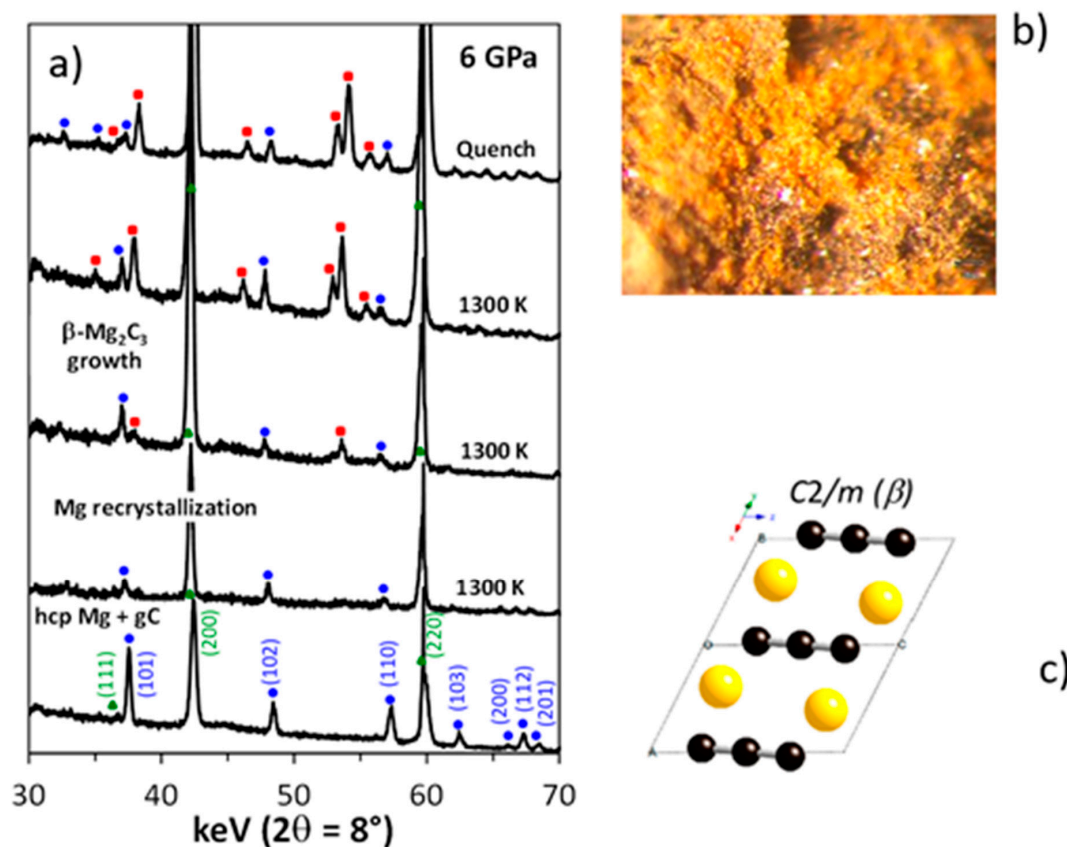 a)
6 GPa
Quench
1300 K
β-Mg₂C₃
growth
1300 K
Mg recrystallization
1300 K
hcp Mg + gC
(111)
(101)
(200)
(102)
(110)
(220)
(103)
(200)
(112)
(201)
30 40 50 60 70
keV (2θ = 8°)
b)
C2/m (β)
c)